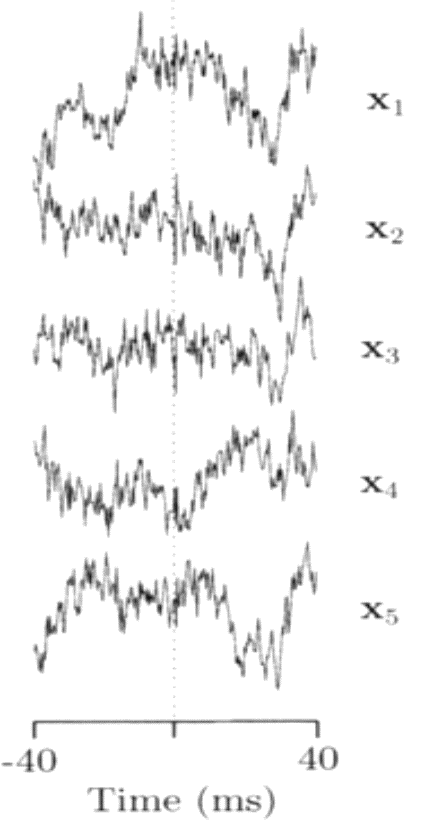 x₁
x₂
x₃
x₄
x₅
-40 40
Time (ms)